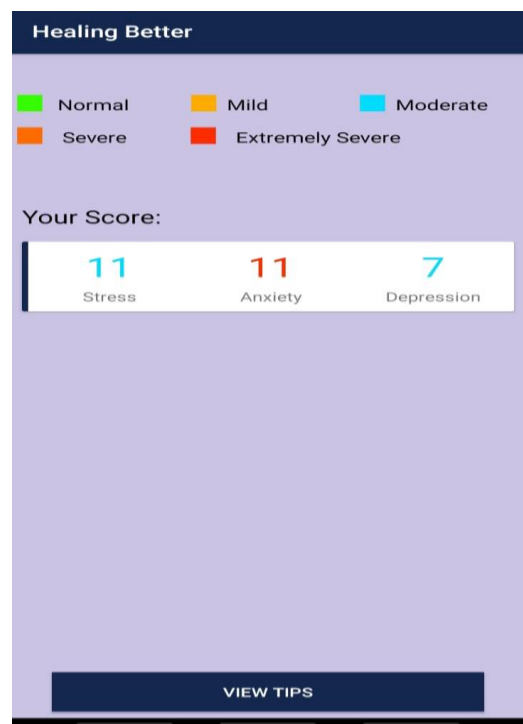 Healing Better
Normal Mild Moderate
Severe Extremely Severe
Your Score:
11 11 7
Stress Anxiety Depression
VIEW TIPS